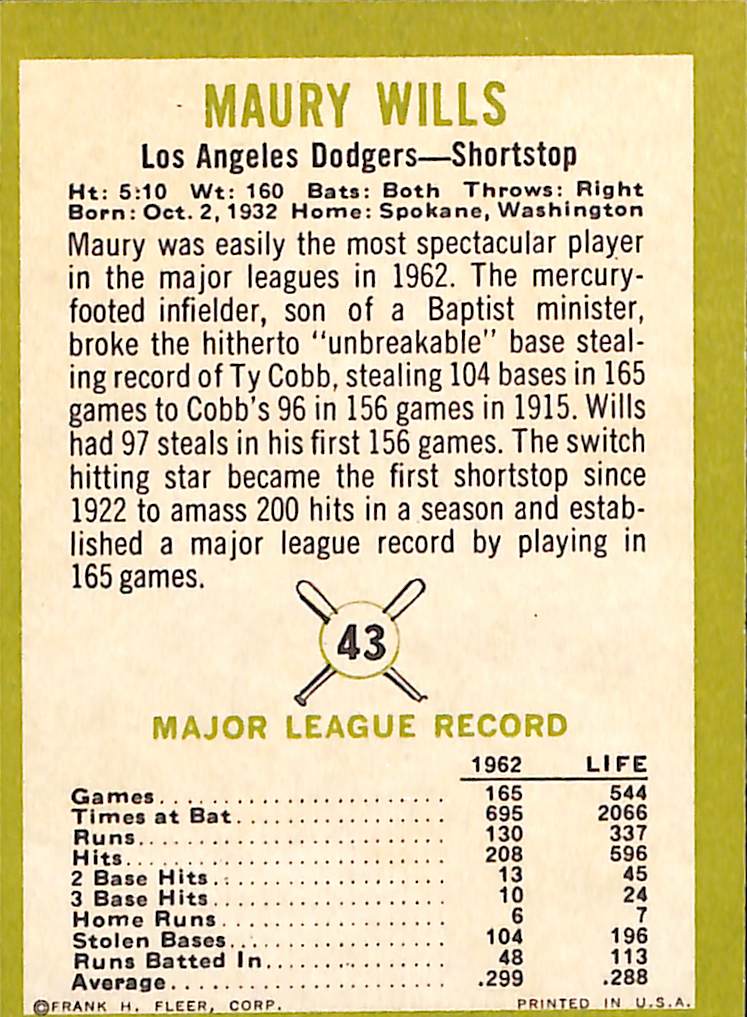 MAURY WILLS
Los Angeles Dodgers—Shortstop
Ht: 5:10 Wt: 160 Bats: Both Throws: Right
Born: Oct. 2, 1932 Home: Spokane, Washington
Maury was easily the most spectacular player
in the major leagues in 1962. The mercury-
footed infielder, son of a Baptist minister,
broke the hitherto "unbreakable" base steal-
ing record of Ty Cobb, stealing 104 bases in 165
games to Cobb's 96 in 156 games in 1915. Wills
had 97 steals in his first 156 games. The switch
hitting star became the first shortstop since
1922 to amass 200 hits in a season and estab-
lished a major league record by playing in
165 games.
43
MAJOR LEAGUE RECORD
1962 LIFE
Games........................ 165 544
Times at Bat.................. 695 2066
Runs.......................... 130 337
Hits.......................... 208 596
2 Base Hits................... 13 45
3 Base Hits................... 10 24
Home Runs.................... 6 7
Stolen Bases.................. 104 196
Runs Batted In................ 48 113
Average....................... .299 .288
©FRANK H. FLEER, CORP. PRINTED IN U.S.A.